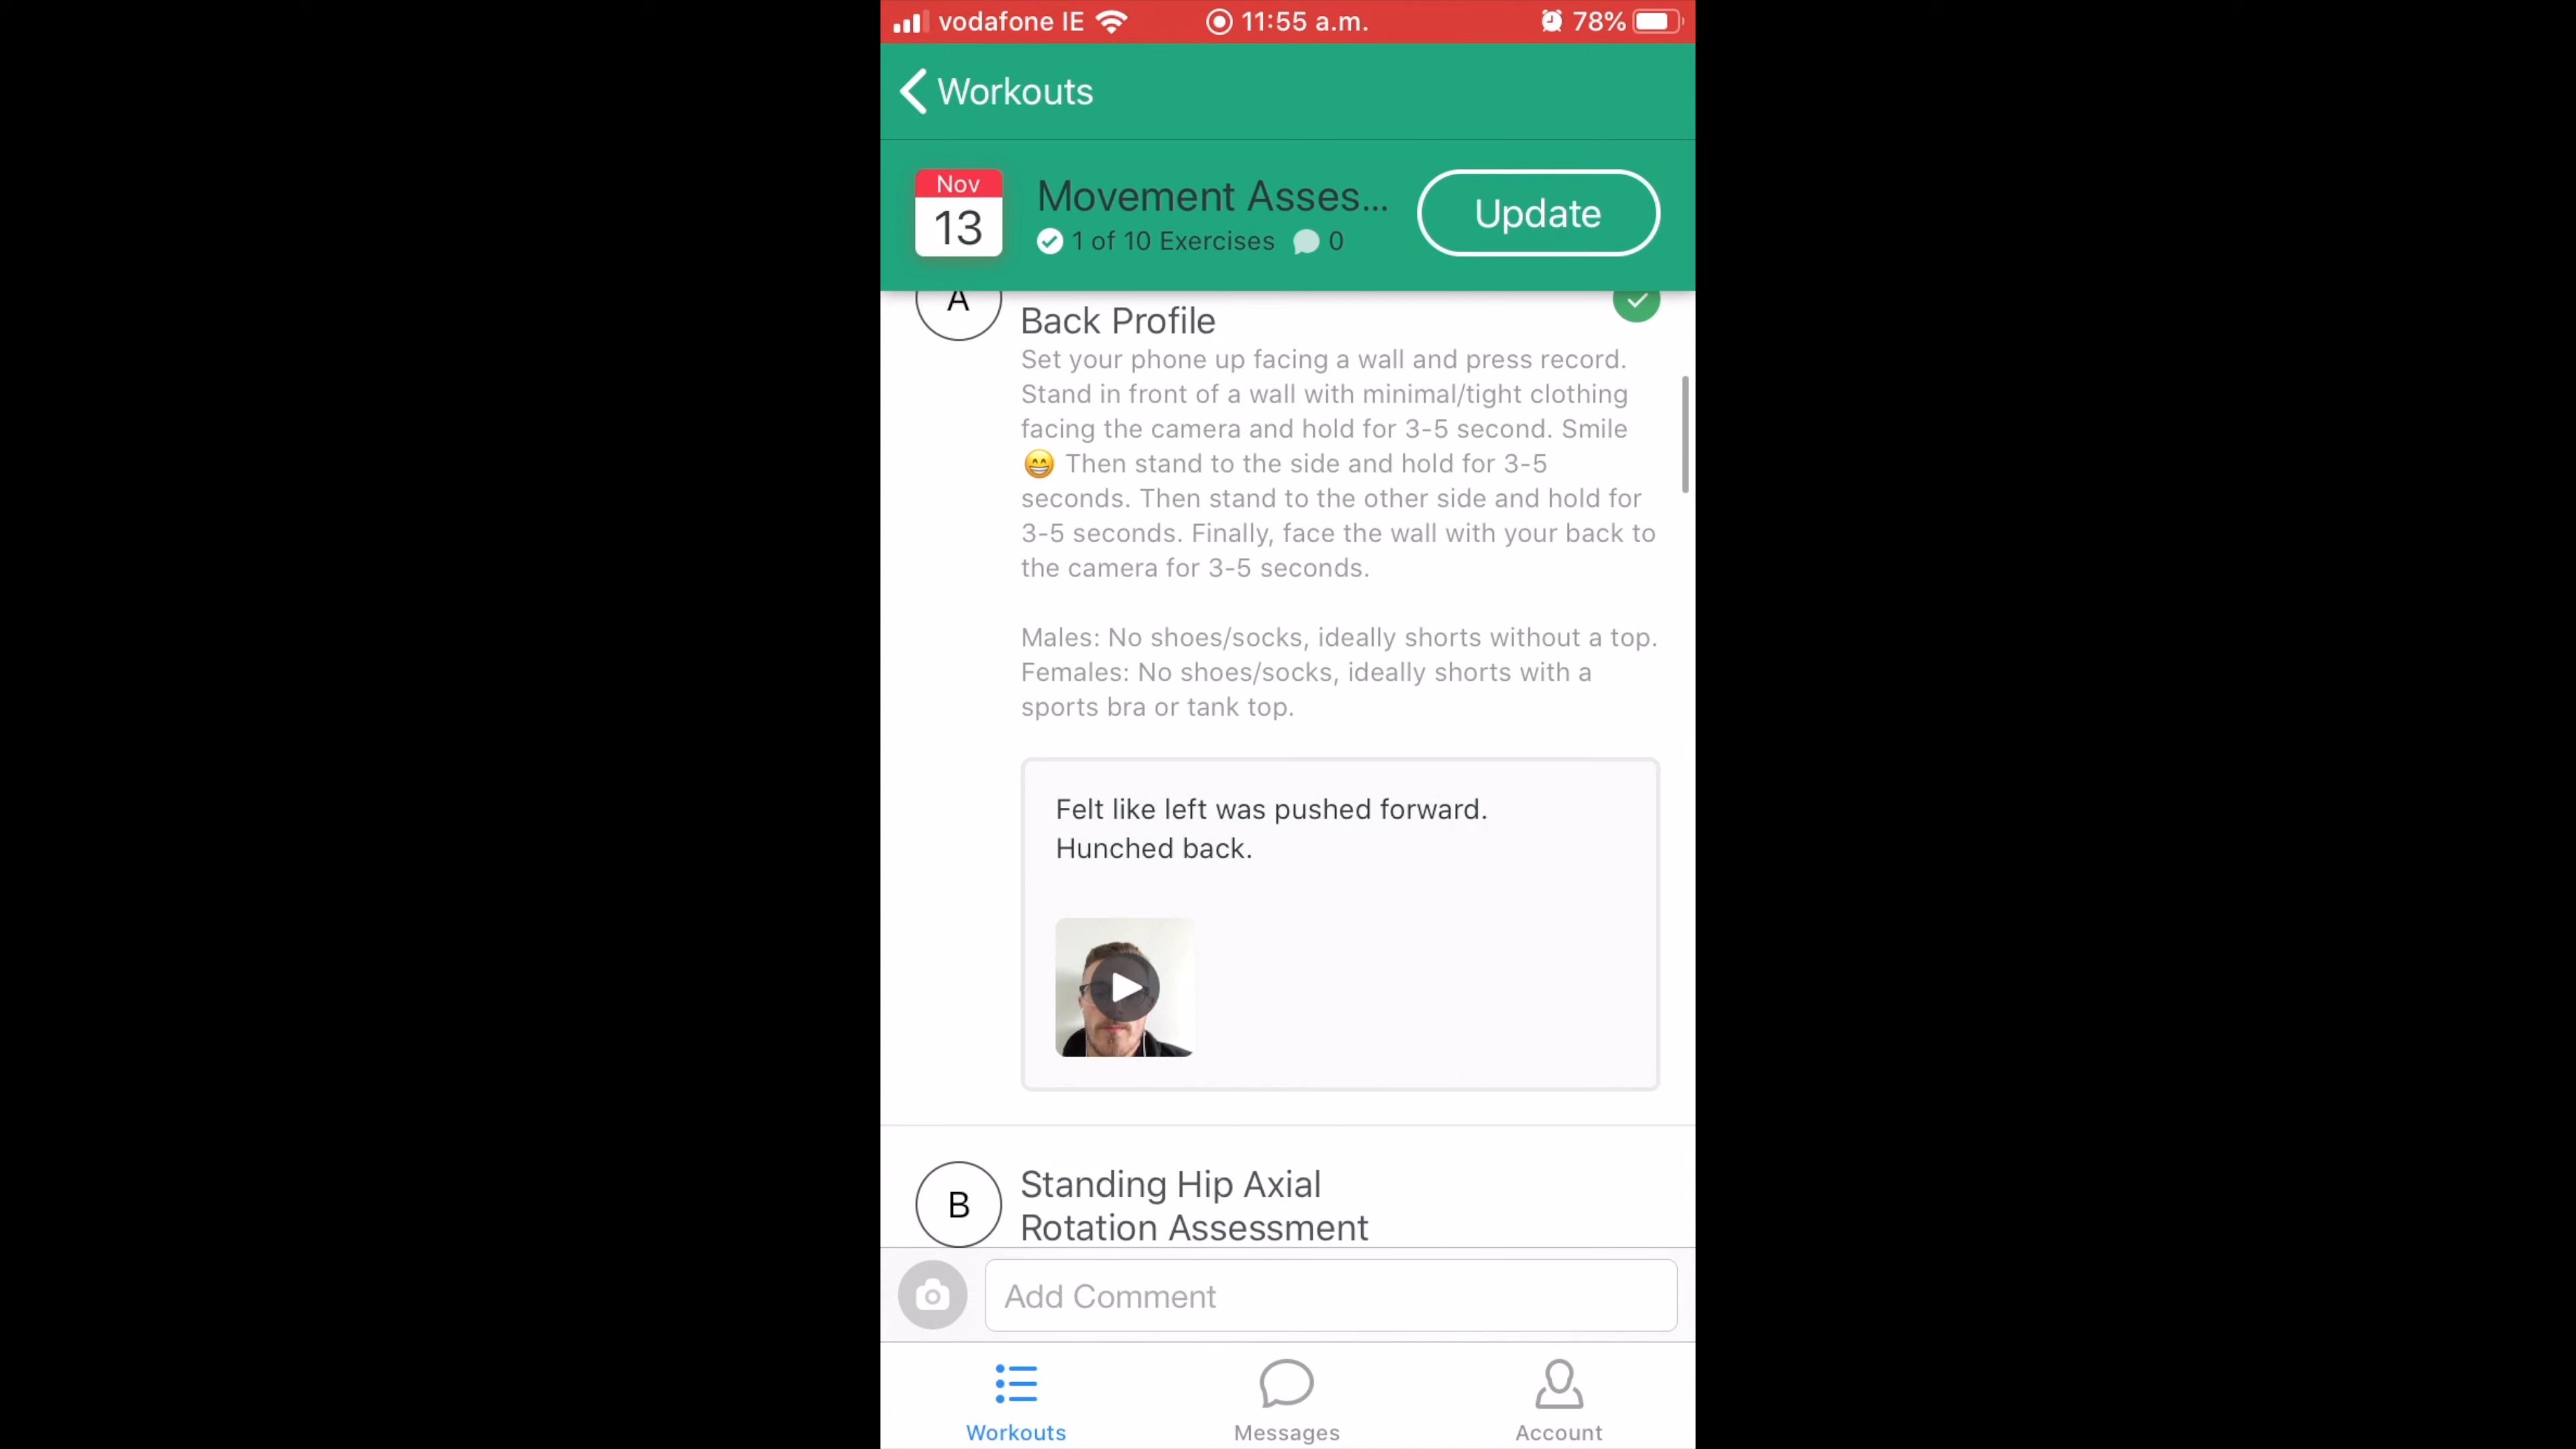 vodafone IE 11:55 a.m. 78%
Workouts
Nov
13
Movement Asses...
1 of 10 Exercises 0
Update
A
Back Profile
Set your phone up facing a wall and press record.
Stand in front of a wall with minimal/tight clothing
facing the camera and hold for 3-5 second. Smile
😁 Then stand to the side and hold for 3-5
seconds. Then stand to the other side and hold for
3-5 seconds. Finally, face the wall with your back to
the camera for 3-5 seconds.
Males: No shoes/socks, ideally shorts without a top.
Females: No shoes/socks, ideally shorts with a
sports bra or tank top.
Felt like left was pushed forward.
Hunched back.
B
Standing Hip Axial
Rotation Assessment
Add Comment
Workouts Messages Account